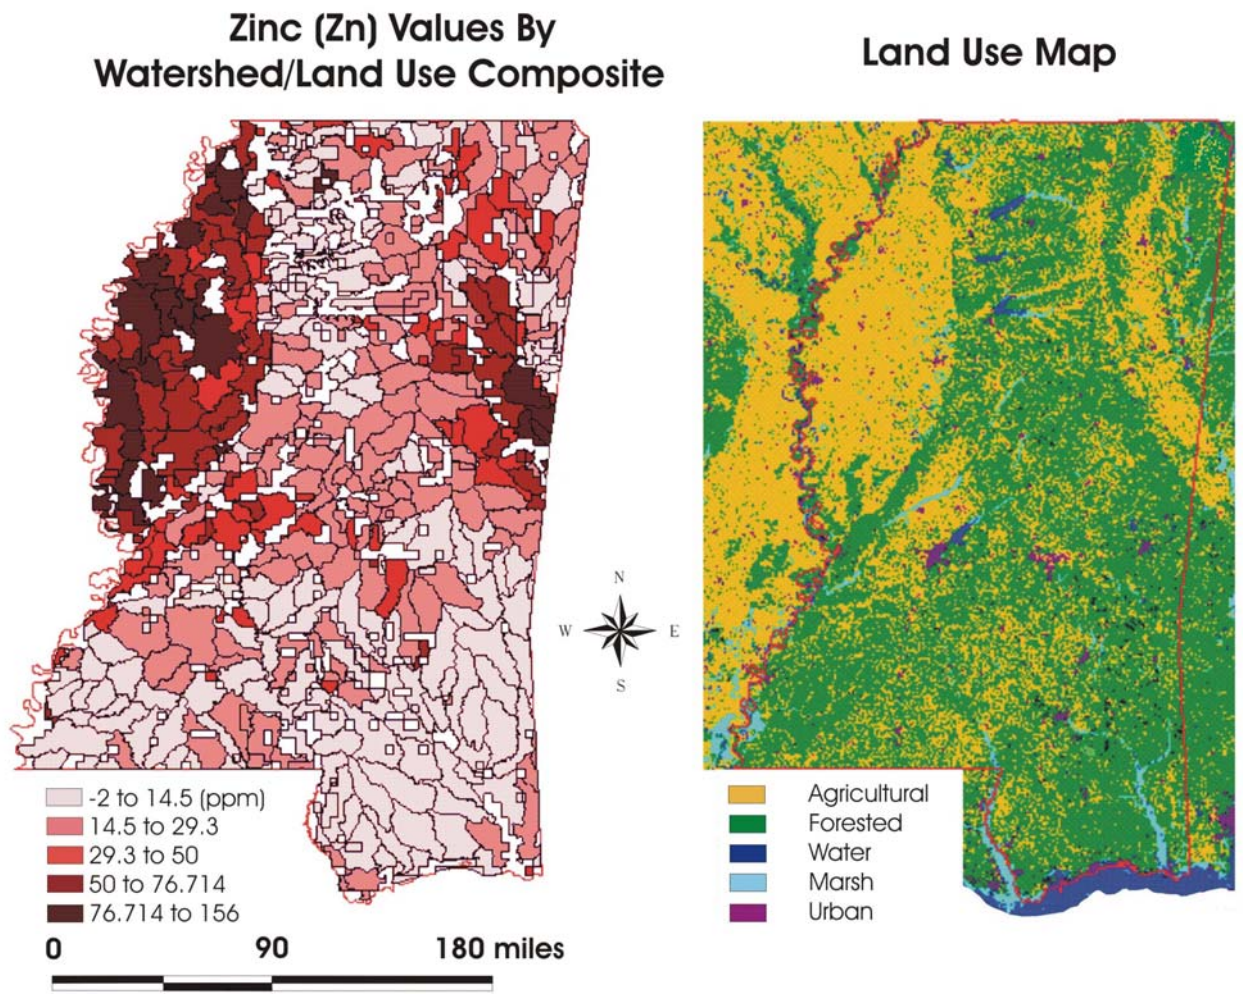 Zinc (Zn) Values By
Watershed/Land Use Composite
Land Use Map
N
W
E
S
-2 to 14.5 (ppm)
14.5 to 29.3
29.3 to 50
50 to 76.714
76.714 to 156
0
90
180 miles
Agricultural
Forested
Water
Marsh
Urban